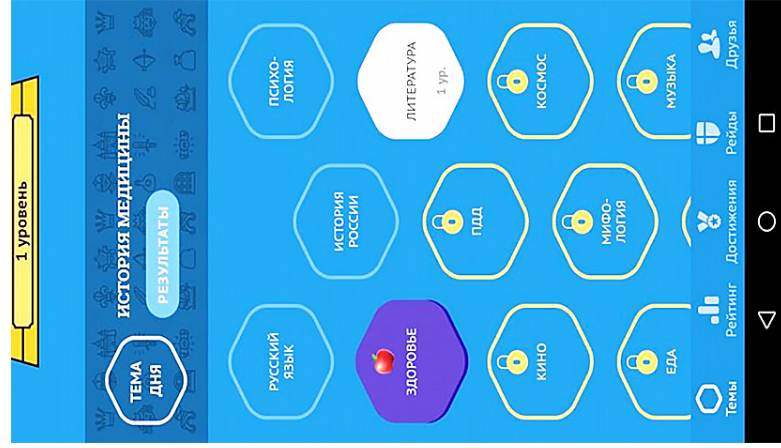 1 уровень
ТЕМА
ДНЯ
ИСТОРИЯ МЕДИЦИНЫ
РЕЗУЛЬТАТЫ
РУССКИЙ
ЯЗЫК
ПСИХО-
ЛОГИЯ
ИСТОРИЯ
РОССИИ
ЗДОРОВЬЕ
ЛИТЕРАТУРА
1 ур.
ПДД
КИНО
КОСМОС
МИФО-
ЛОГИЯ
ЕДА
МУЗЫКА
Темы
Рейтинг
Достижения
Рейды
Друзья